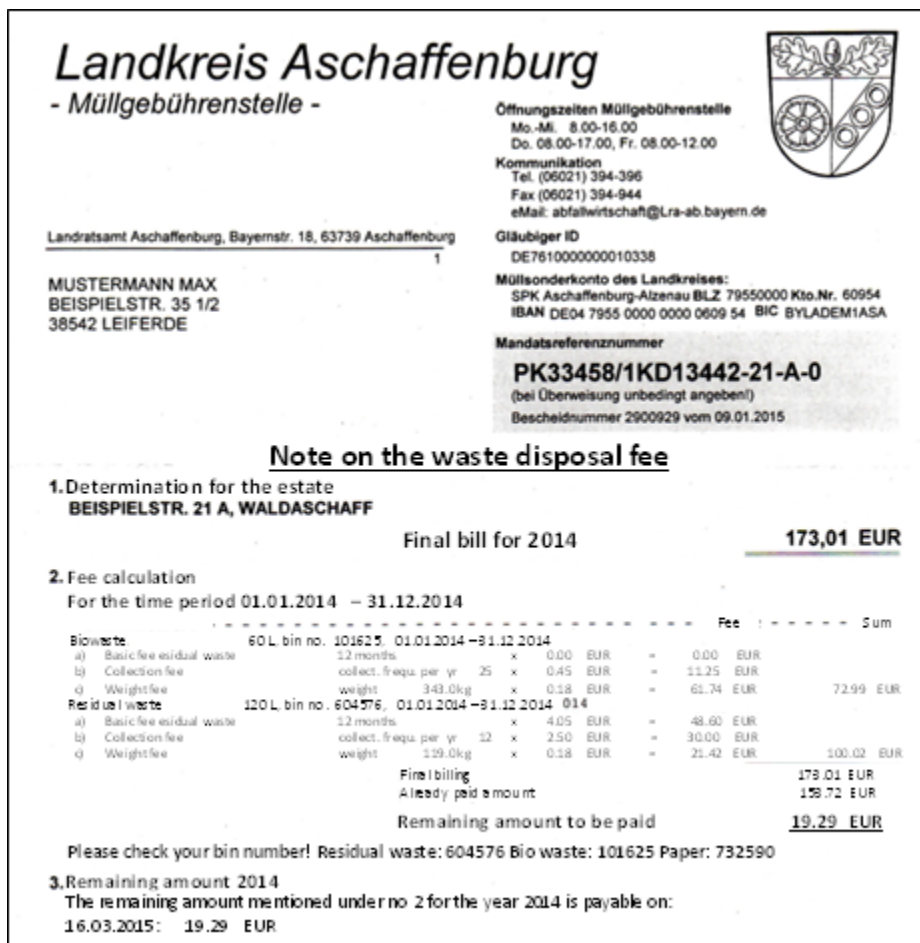 Landkreis Aschaffenburg
- Müllgebührenstelle -
Öffnungszeiten Müllgebührenstelle
Mo.-Mi. 8.00-16.00
Do. 08.00-17.00, Fr. 08.00-12.00
Kommunikation
Tel. (06021) 394-396
Fax (06021) 394-944
eMail: abfallwirtschaft@Lra-ab.bayern.de
Landratsamt Aschaffenburg, Bayernstr. 18, 63739 Aschaffenburg
1
MUSTERMANN MAX
BEISPIELSTR. 35 1/2
38542 LEIFERDE
Gläubiger ID
DE7610000000010338
Müllsonderkonto des Landkreises:
SPK Aschaffenburg-Alzenau BLZ 79550000 Kto.Nr. 60954
IBAN DE04 7955 0000 0000 0609 54 BIC BYLADEM1ASA
Mandatsreferenznummer
PK33458/1KD13442-21-A-0
(bei Überweisung unbedingt angeben!)
Bescheidnummer 2900929 vom 09.01.2015
Note on the waste disposal fee
1. Determination for the estate
BEISPIELSTR. 21 A, WALDASCHAFF
Final bill for 2014 173,01 EUR
2. Fee calculation
For the time period 01.01.2014 – 31.12.2014
Fee Sum
Biowaste 60 L, bin no. 101625, 01.01.2014 –31.12.2014
a) Basic fee esidual waste 12 months x 0.00 EUR = 0.00 EUR
b) Collection fee collect. frequ. per yr 25 x 0.45 EUR = 11.25 EUR
c) Weight fee weight 343.0kg x 0.18 EUR = 61.74 EUR 72.99 EUR
Residual waste 120 L, bin no. 604576, 01.01.2014 –31.12.2014 014
a) Basic fee esidual waste 12 months x 4.05 EUR = 48.60 EUR
b) Collection fee collect. frequ. per yr 12 x 2.50 EUR = 30.00 EUR
c) Weight fee weight 119.0kg x 0.18 EUR = 21.42 EUR 100.02 EUR
Final billing 173.01 EUR
Already paid amount 153.72 EUR
Remaining amount to be paid 19.29 EUR
Please check your bin number! Residual waste: 604576 Bio waste: 101625 Paper: 732590
3. Remaining amount 2014
The remaining amount mentioned under no 2 for the year 2014 is payable on:
16.03.2015: 19.29 EUR